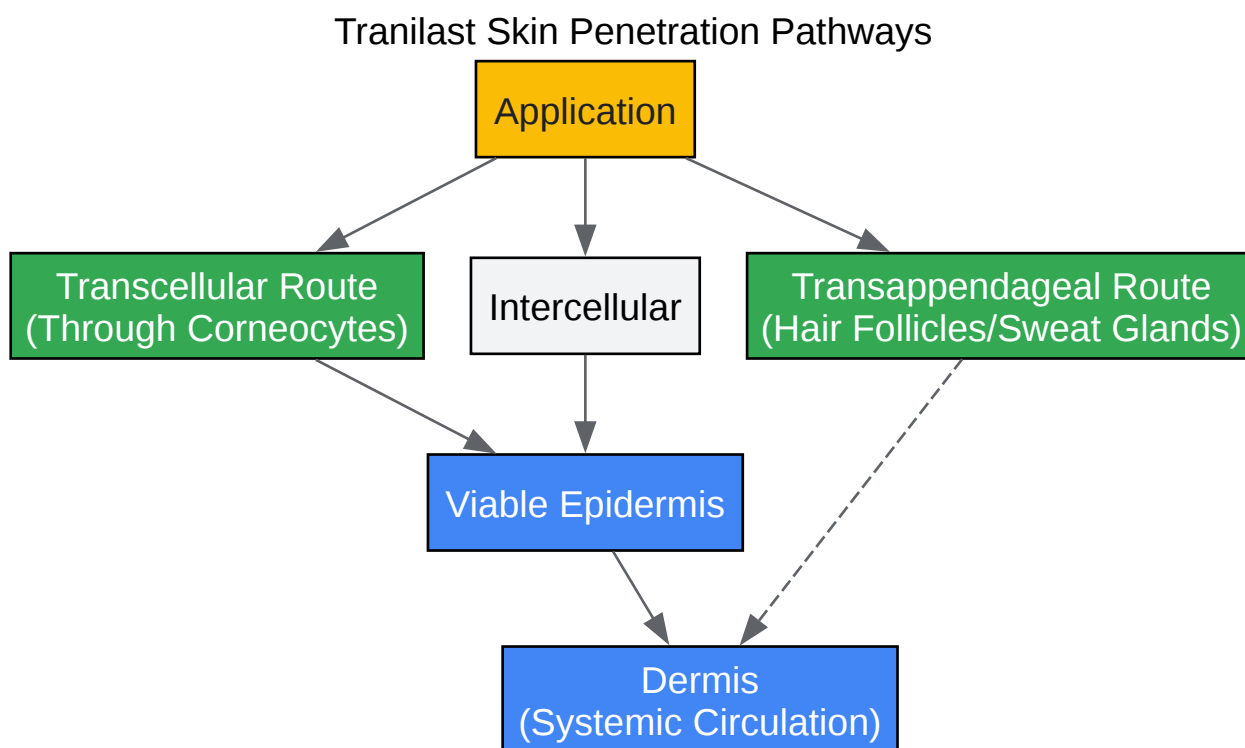 Tranilast Skin Penetration Pathways
Application
Transcellular Route
(Through Corneocytes)
Intercellular
Transappendageal Route
(Hair Follicles/Sweat Glands)
Viable Epidermis
Dermis
(Systemic Circulation)